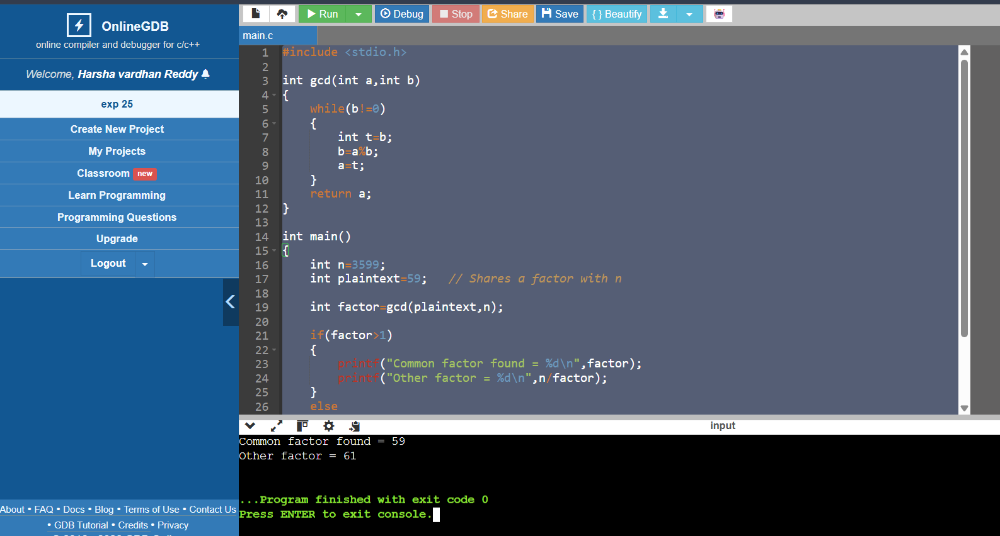 OnlineGDB
online compiler and debugger for c/c++
Welcome, Harsha vardhan Reddy
exp 25
Create New Project
My Projects
Classroom new
Learn Programming
Programming Questions
Upgrade
Logout
About • FAQ • Docs • Blog • Terms of Use • Contact Us
• GDB Tutorial • Credits • Privacy
Run Debug Stop Share Save { } Beautify
main.c
1 #include <stdio.h>
2
3 int gcd(int a,int b)
4 {
5 while(b!=0)
6 {
7 int t=b;
8 b=a%b;
9 a=t;
10 }
11 return a;
12 }
13
14 int main()
15 {
16 int n=3599;
17 int plaintext=59; // Shares a factor with n
18
19 int factor=gcd(plaintext,n);
20
21 if(factor>1)
22 {
23 printf("Common factor found = %d\n",factor);
24 printf("Other factor = %d\n",n/factor);
25 }
26 else
input
Common factor found = 59
Other factor = 61
...Program finished with exit code 0
Press ENTER to exit console.